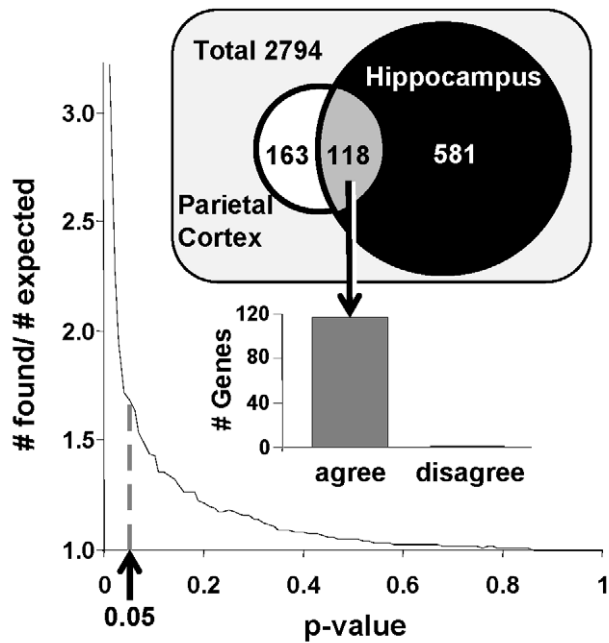 Total 2794
Hippocampus
163
118
581
Parietal
Cortex
# found/ # expected
3.0
2.5
2.0
1.5
1.0
# Genes
120
80
40
0
agree
disagree
0
0.2
0.4
0.6
0.8
1
0.05
p-value